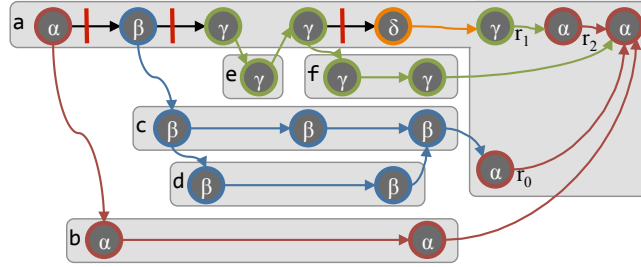 a α β γ γ δ γ r1 α r2 α
e γ f γ γ
c β β β
d β β α r0
b α α